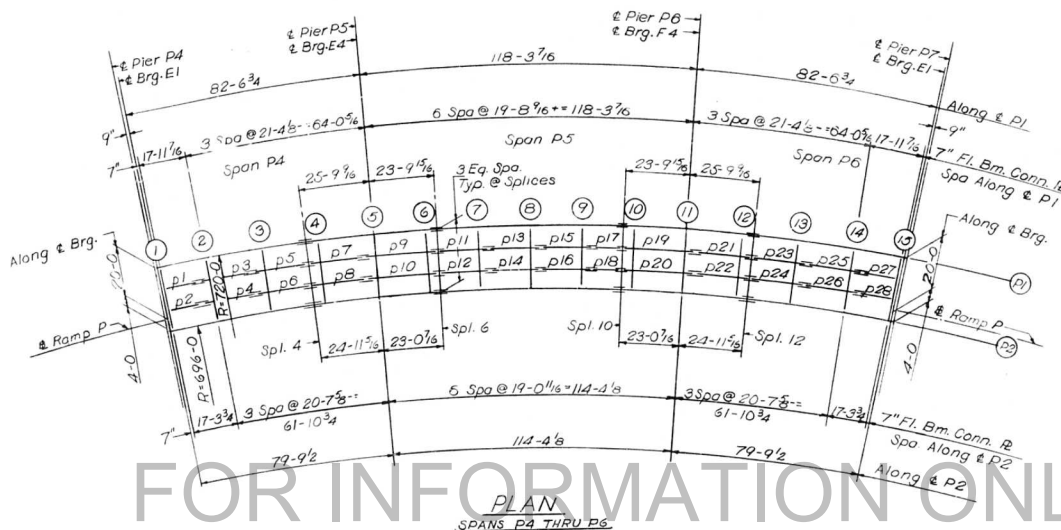 ℄ Pier P4
℄ Brg. E1
℄ Pier P5
℄ Brg. E4
℄ Pier P6
℄ Brg. F4
℄ Pier P7
℄ Brg. E1
82-6¾
118-3⁷⁄₁₆
82-6¾
Along ℄ P1
9"
7"
17-11⁷⁄₁₆
3 Spa @ 21-4⅛-=64-0⁵⁄₁₆
6 Spa @ 19-8⁹⁄₁₆+=118-3⁷⁄₁₆
3 Spa @ 21-4⅛-=64-0⁵⁄₁₆
17-11⁷⁄₁₆
9"
7" Fl. Bm. Conn. ℞
Spa Along ℄ P1
Span P4
Span P5
Span P6
25-9⁹⁄₁₆
23-9¹⁵⁄₁₆
3 Eq. Spa.
Typ. @ Splices
23-9¹⁵⁄₁₆
25-9⁹⁄₁₆
Along ℄ Brg.
Along ℄ Brg.
1 2 3 4 5 6 7 8 9 10 11 12 13 14 15
20-0
20-0
p1 p3 p5 p7 p9 p11 p13 p15 p17 p19 p21 p23 p25 p27
p2 p4 p6 p8 p10 p12 p14 p16 p18 p20 p22 p24 p26 p28
R=720-0
R=696-0
P1
P2
℄ Ramp P
℄ Ramp P
4-0
4-0
Spl. 4
24-11⁵⁄₁₆
23-0⁷⁄₁₆
Spl. 6
Spl. 10
23-0⁷⁄₁₆
24-11⁵⁄₁₆
Spl. 12
7"
17-3¾
3 Spa @ 20-7⅝-=
61-10¾
6 Spa @ 19-0¹¹⁄₁₆=114-4⅛
3 Spa @ 20-7⅝-=
61-10¾
17-3¾
7" Fl. Bm. Conn. ℞
Spa Along ℄ P2
79-9½
114-4⅛
79-9½
Along ℄ P2
FOR INFORMATION ONL
PLAN
SPANS P4 THRU P6